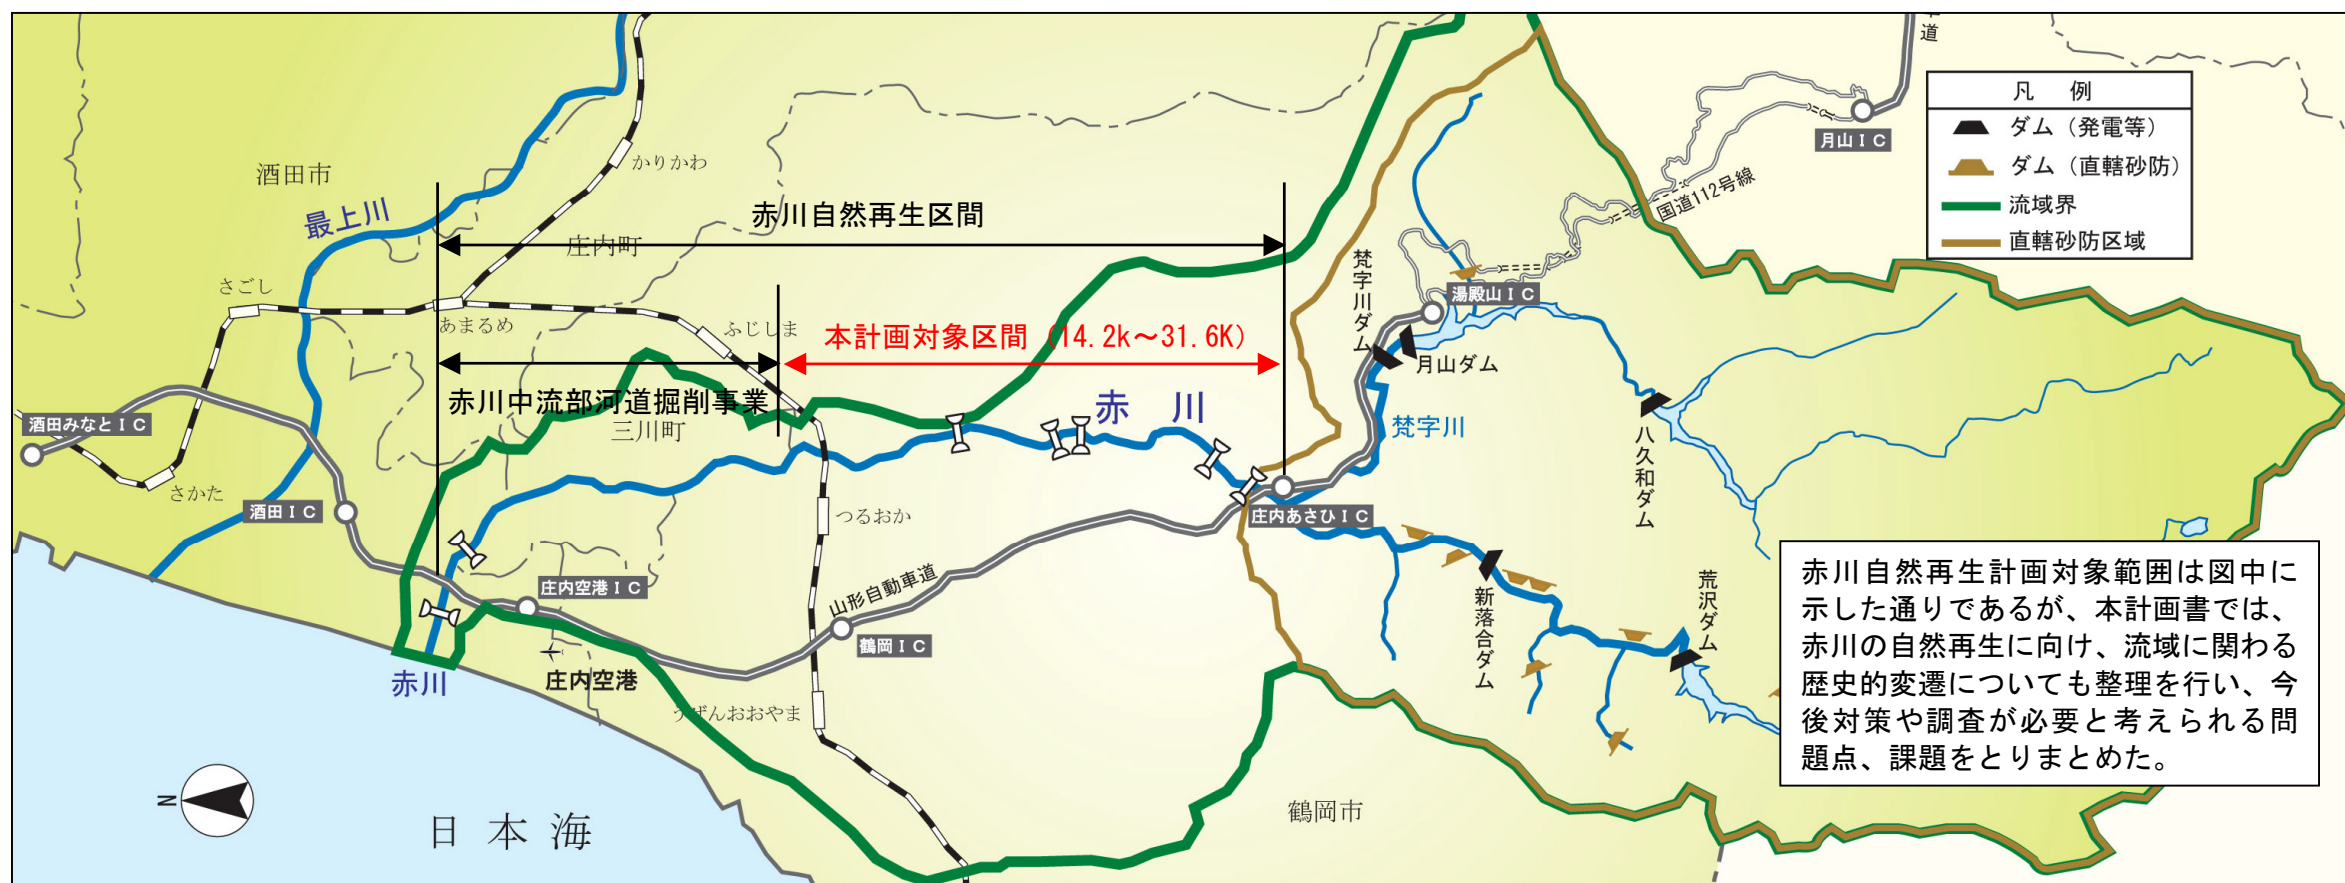 道
凡 例
ダム（発電等）
ダム（直轄砂防）
流域界
直轄砂防区域
月山ＩＣ
国道112号線
かりかわ
酒田市
最上川
赤川自然再生区間
庄内町
さごし
あまるめ
ふじしま
本計画対象区間（14.2k～31.6K）
梵字川ダム
湯殿山ＩＣ
月山ダム
赤川中流部河道掘削事業
三川町
赤 川
梵字川
八久和ダム
酒田みなとＩＣ
さかた
酒田ＩＣ
つるおか
庄内あさひＩＣ
庄内空港ＩＣ
山形自動車道
新落合ダム
荒沢ダム
鶴岡ＩＣ
赤川
庄内空港
うぜんおおやま
赤川自然再生計画対象範囲は図中に
示した通りであるが、本計画書では、
赤川の自然再生に向け、流域に関わる
歴史的変遷についても整理を行い、今
後対策や調査が必要と考えられる問
題点、課題をとりまとめた。
N
日本海
鶴岡市